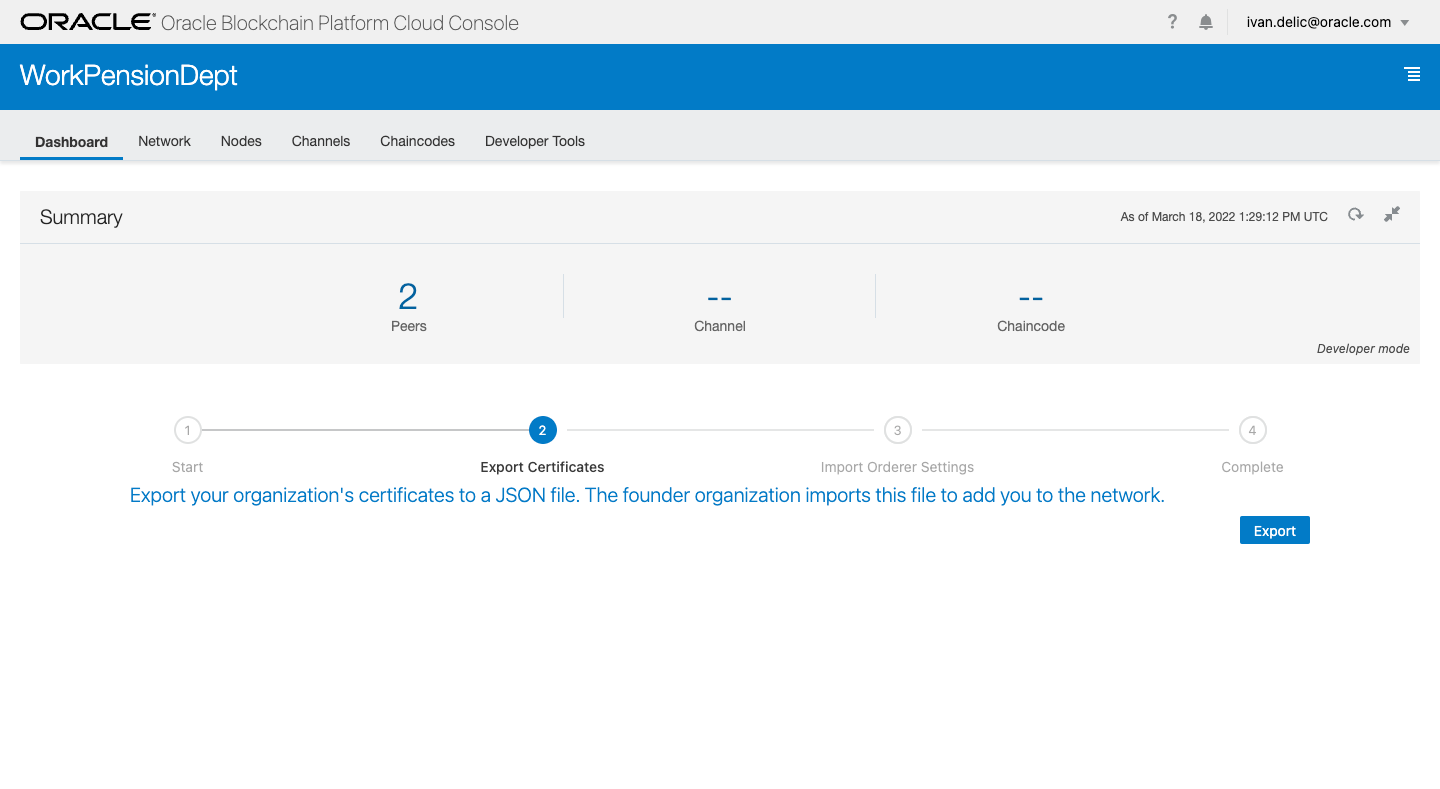 ORACLE® Oracle Blockchain Platform Cloud Console ? ivan.delic@oracle.com
WorkPensionDept
Dashboard Network Nodes Channels Chaincodes Developer Tools
Summary As of March 18, 2022 1:29:12 PM UTC
2 -- --
Peers Channel Chaincode
Developer mode
1 2 3 4
Start Export Certificates Import Orderer Settings Complete
Export your organization's certificates to a JSON file. The founder organization imports this file to add you to the network.
Export